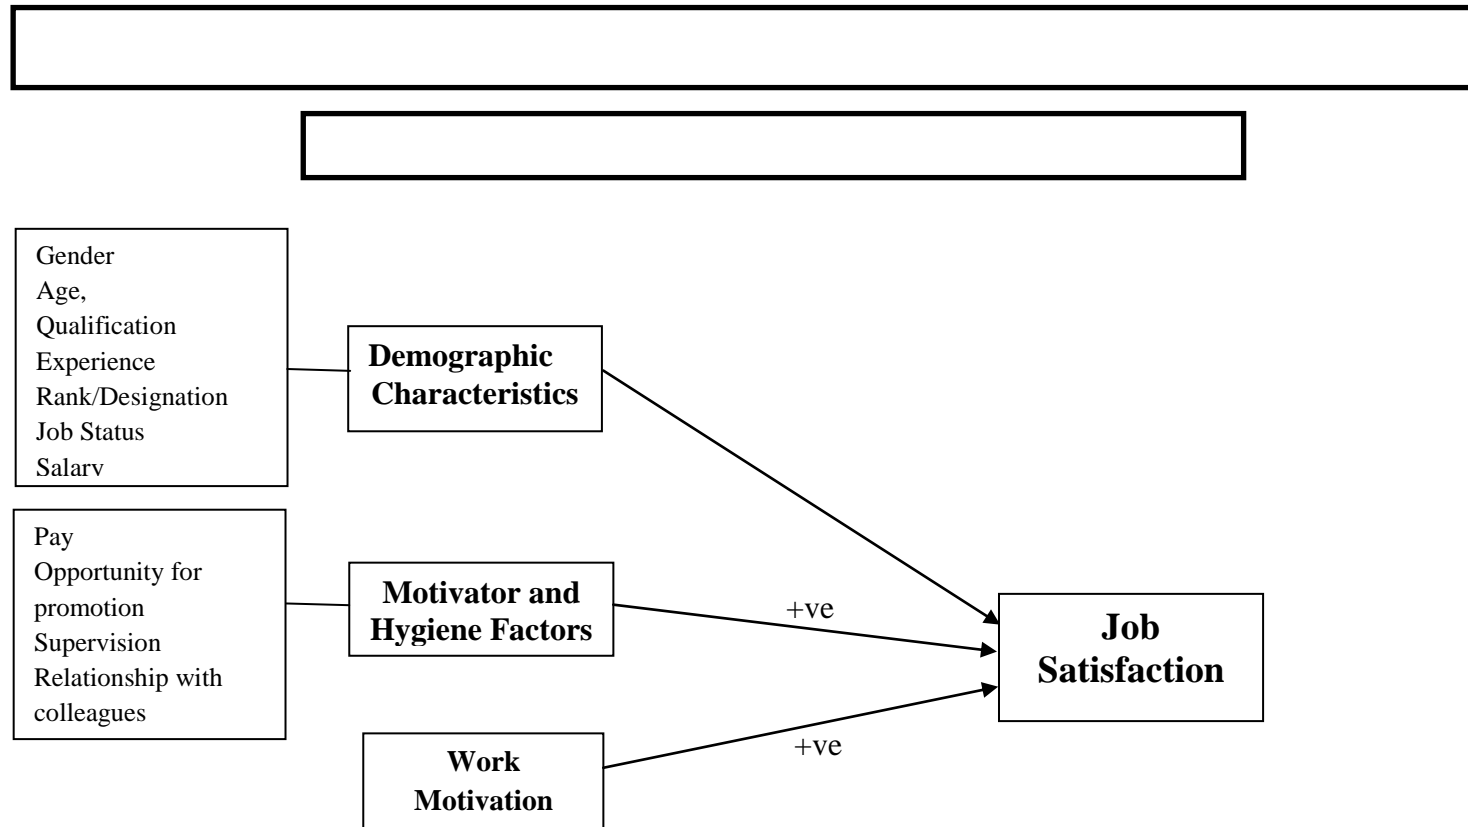 Gender
Age,
Qualification
Experience
Rank/Designation
Job Status
Salary
Demographic
Characteristics
Pay
Opportunity for
promotion
Supervision
Relationship with
colleagues
Motivator and
Hygiene Factors
+ve
Job
Satisfaction
+ve
Work
Motivation